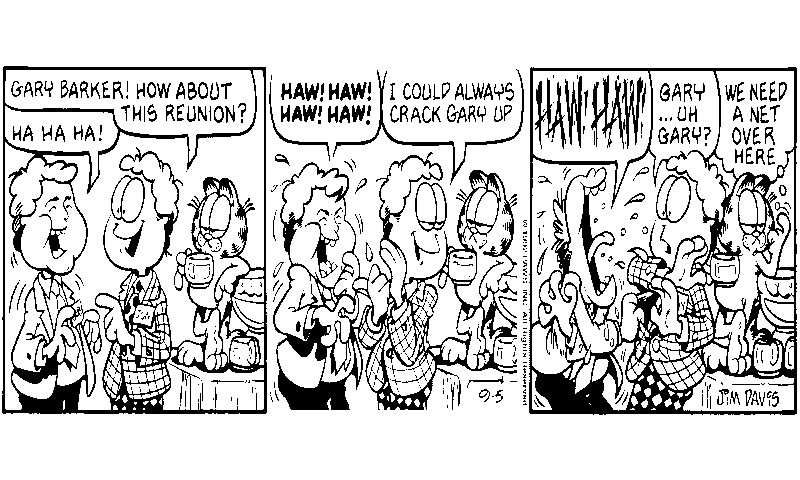 GARY BARKER! HOW ABOUT
THIS REUNION?
HA HA HA!
HAW! HAW!
HAW! HAW!
I COULD ALWAYS
CRACK GARY UP
9-5
HAW! HAW!
GARY
...UH
GARY?
WE NEED
A NET
OVER
HERE
JIM DAVIS